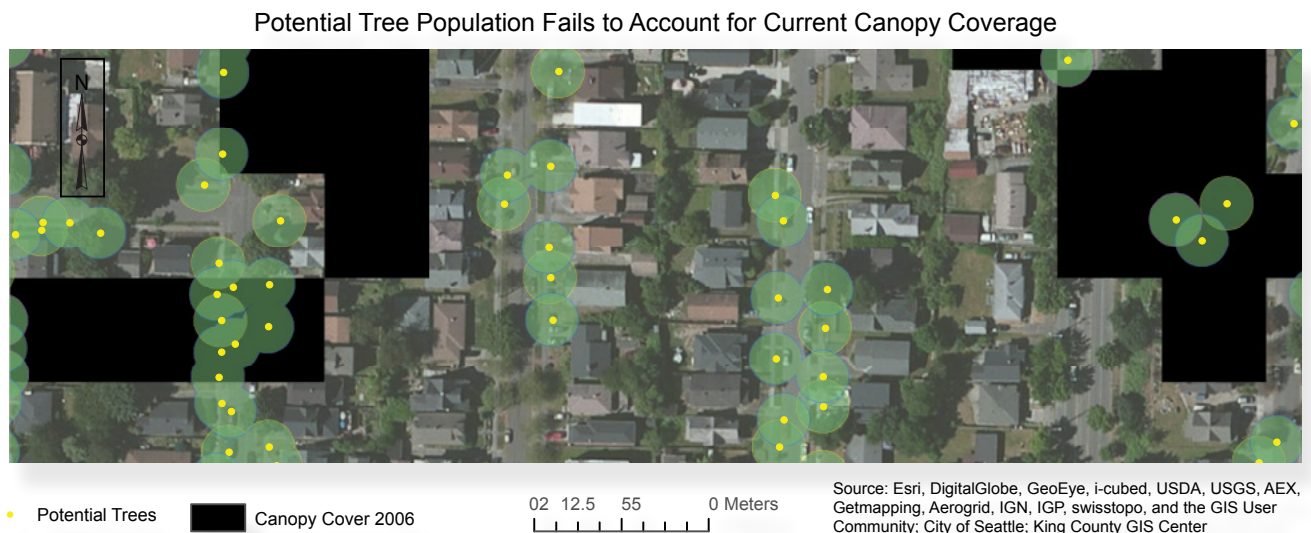 Potential Tree Population Fails to Account for Current Canopy Coverage
N
Potential Trees
Canopy Cover 2006
02 12.5 55 0 Meters
Source: Esri, DigitalGlobe, GeoEye, i-cubed, USDA, USGS, AEX,
Getmapping, Aerogrid, IGN, IGP, swisstopo, and the GIS User
Community; City of Seattle; King County GIS Center